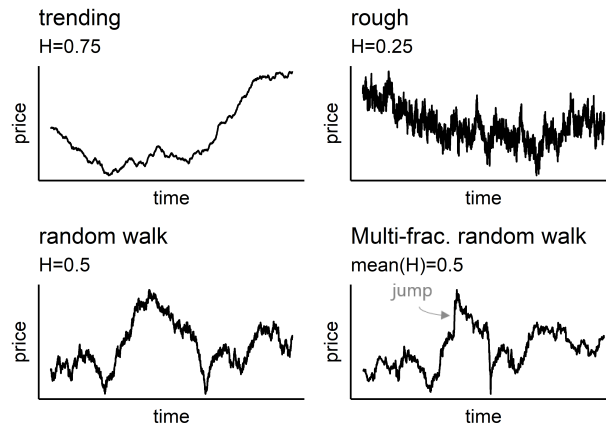 trending
H=0.75
price
time
rough
H=0.25
price
time
random walk
H=0.5
price
time
Multi-frac. random walk
mean(H)=0.5
jump
price
time